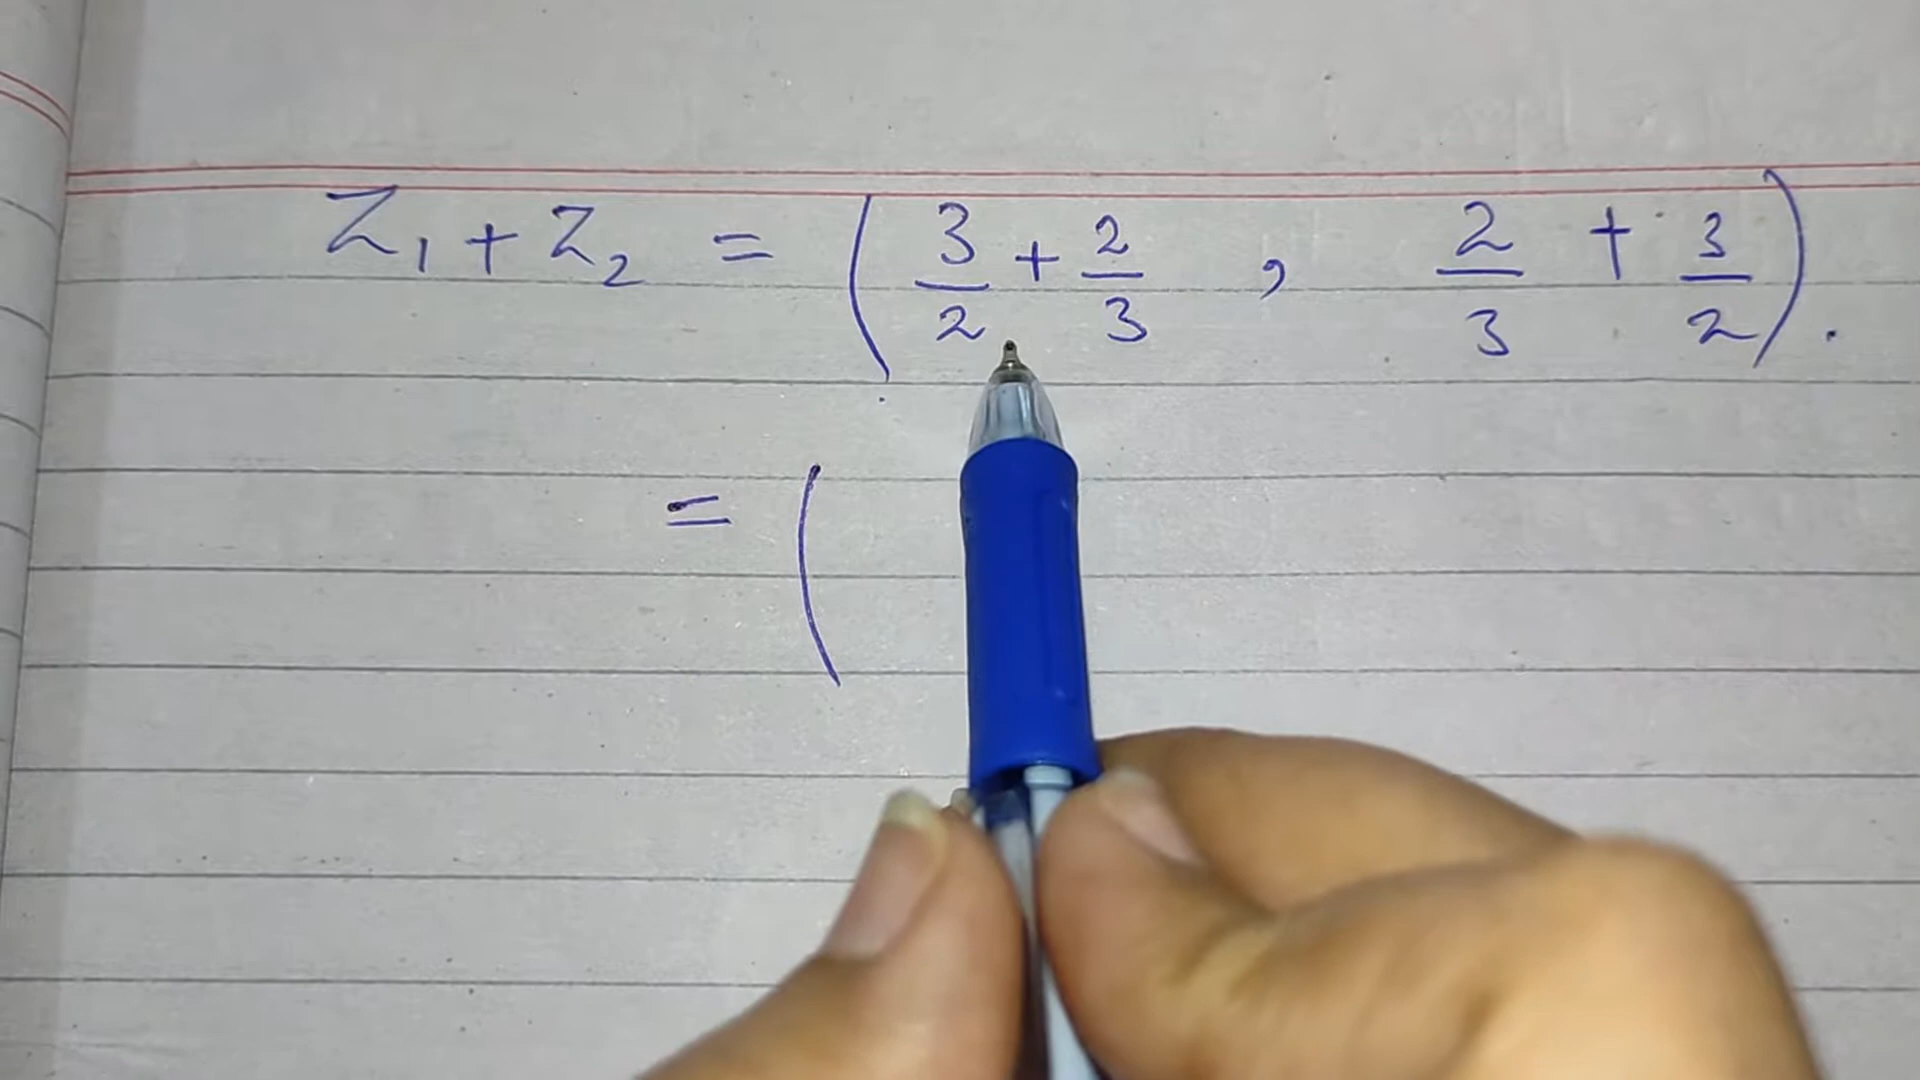 Z₁ + Z₂ = ( 3/2 + 2/3 , 2/3 + 3/2 ).
= (